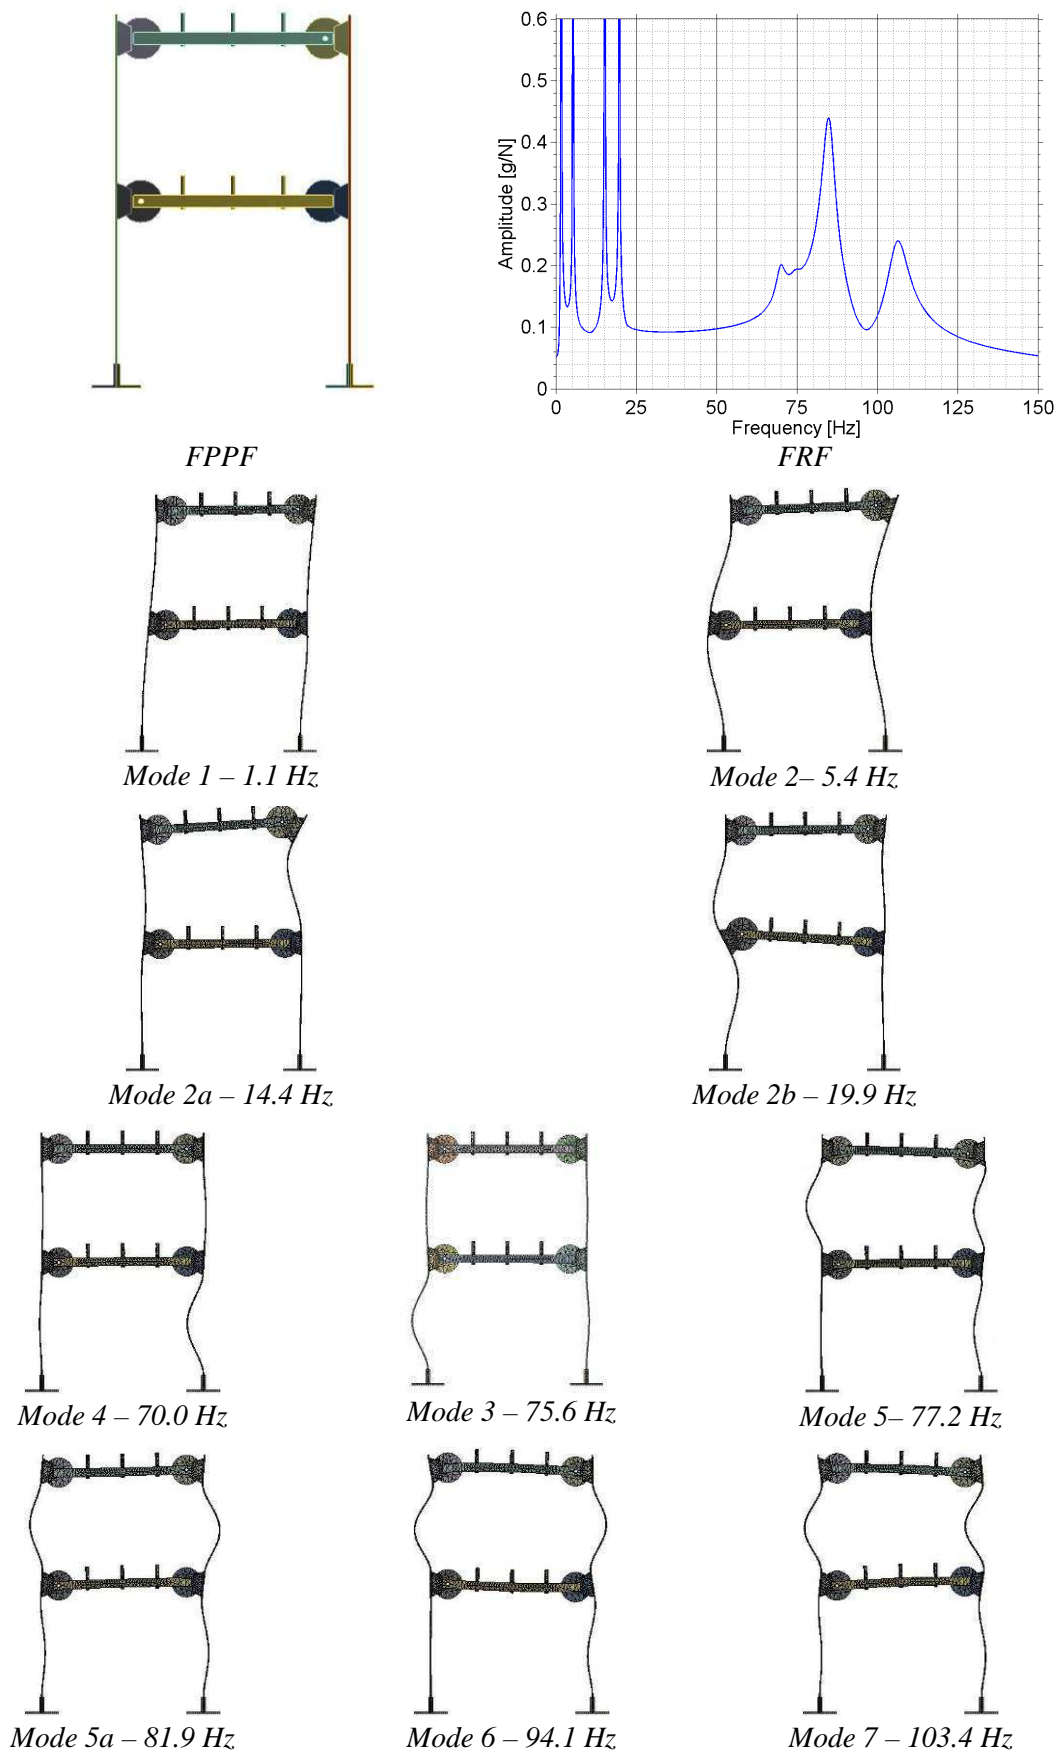 0.6
0.5
0.4
0.3
0.2
0.1
0
Amplitude [g/N]
0 25 50 75 100 125 150
Frequency [Hz]
FPPF
FRF
Mode 1 – 1.1 Hz
Mode 2– 5.4 Hz
Mode 2a – 14.4 Hz
Mode 2b – 19.9 Hz
Mode 4 – 70.0 Hz
Mode 3 – 75.6 Hz
Mode 5– 77.2 Hz
Mode 5a – 81.9 Hz
Mode 6 – 94.1 Hz
Mode 7 – 103.4 Hz